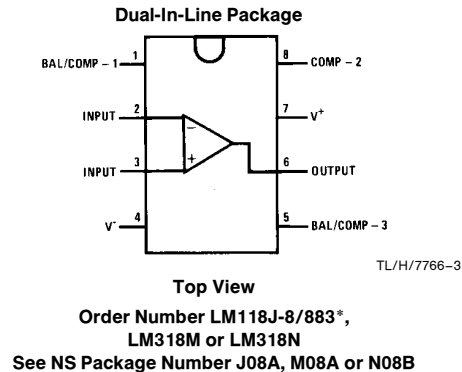 Dual-In-Line Package
BAL/COMP – 1 1 8 COMP – 2
INPUT 2 – 7 V+
INPUT 3 + 6 OUTPUT
V- 4 5 BAL/COMP – 3
TL/H/7766–3
Top View
Order Number LM118J-8/883*,
LM318M or LM318N
See NS Package Number J08A, M08A or N08B